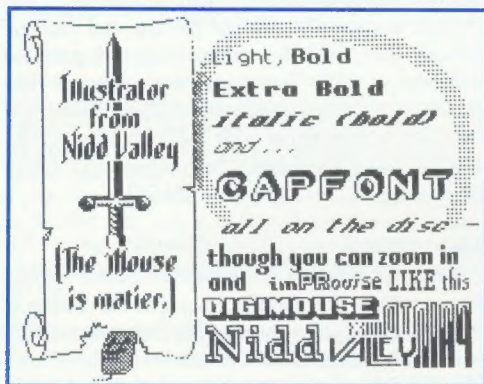 Illustrator
from
Nidd Valley
(The Mouse
is matier.)
Light, Bold
Extra Bold
italic (bold)
and...
CAPFONT
all on the disc -
though you can zoom in
and imPRovise LIKE this
DIGIMOUSE
Nidd VALLEY